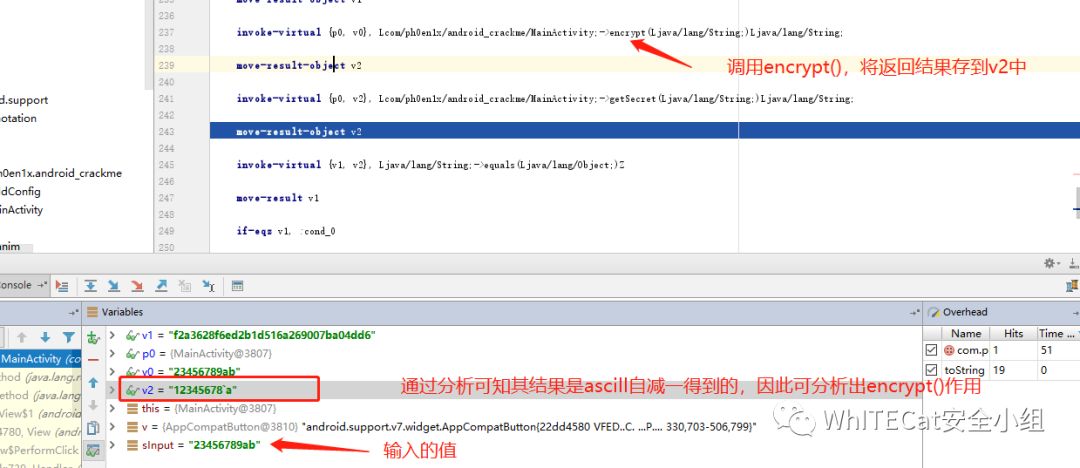 235
move-result-object v1
236
237
invoke-virtual {p0, v0}, Lcom/ph0en1x/android_crackme/MainActivity;->encrypt(Ljava/lang/String;)Ljava/lang/String;
238
239
move-result-object v2
调用encrypt()，将返回结果存到v2中
240
241
invoke-virtual {p0, v2}, Lcom/ph0en1x/android_crackme/MainActivity;->getSecret(Ljava/lang/String;)Ljava/lang/String;
242
243
move-result-object v2
244
245
invoke-virtual {v1, v2}, Ljava/lang/String;->equals(Ljava/lang/Object;)Z
246
247
move-result v1
248
249
if-eqz v1, :cond_0
250
d.support
notation
h0en1x.android_crackme
ldConfig
inActivity
anim
Console
Variables
Overhead
v1 = "f2a3628f6ed2b1d516a269007ba04dd6"
p0 = {MainActivity@3807}
v0 = "23456789ab"
v2 = "12345678`a"
通过分析可知其结果是ascill自减一得到的，因此可分析出encrypt()作用
this = {MainActivity@3807}
v = {AppCompatButton@3810} "android.support.v7.widget.AppCompatButton{22dd4580 VFED..C. ...P.... 330,703-506,799}"
sInput = "23456789ab"
输入的值
MainActivity (co
ethod (java.lang.r
thod (java.lang.re
View$1 (android
4780, View (androi
w$PerformClick
Name Hits Time ...
com.p 1 51
toString 19 0
WhITECat安全小组